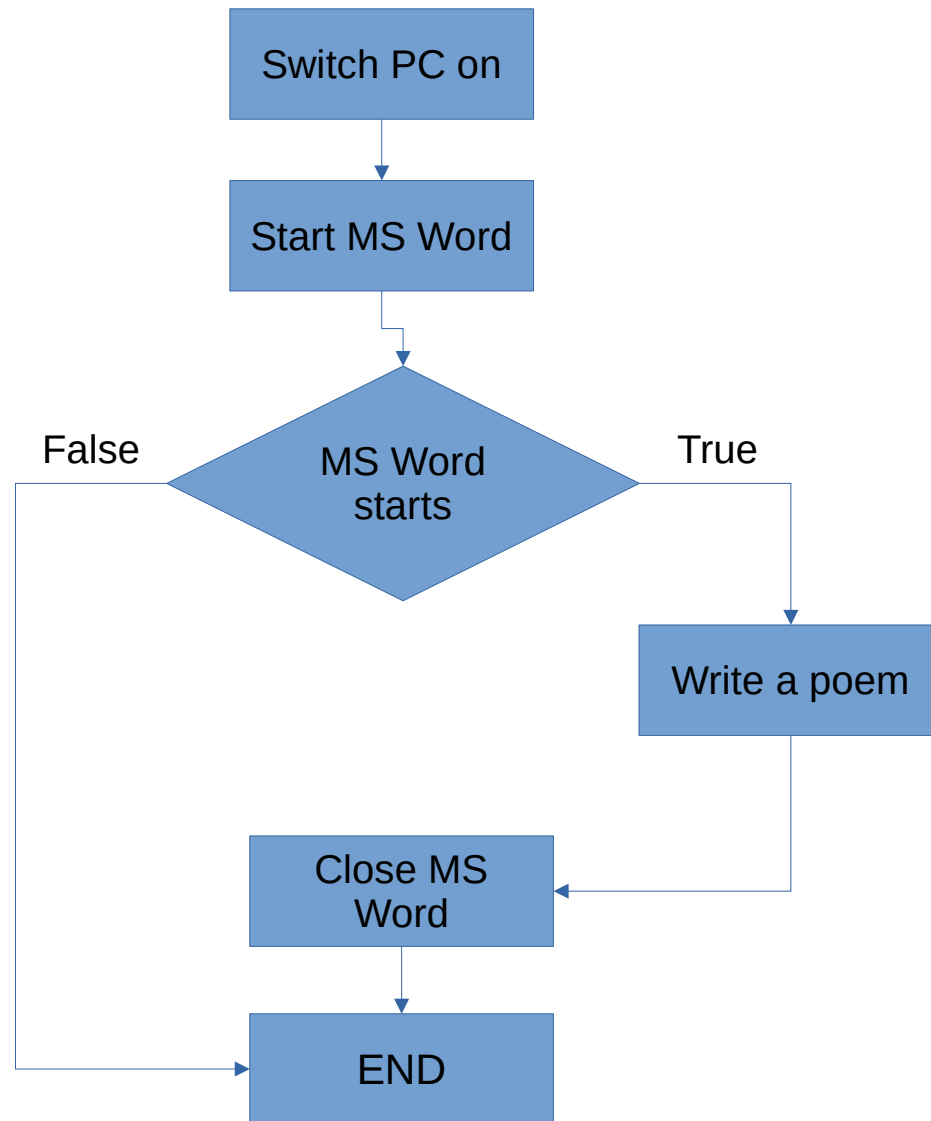 Switch PC on
Start MS Word
False
MS Word
starts
True
Write a poem
Close MS
Word
END